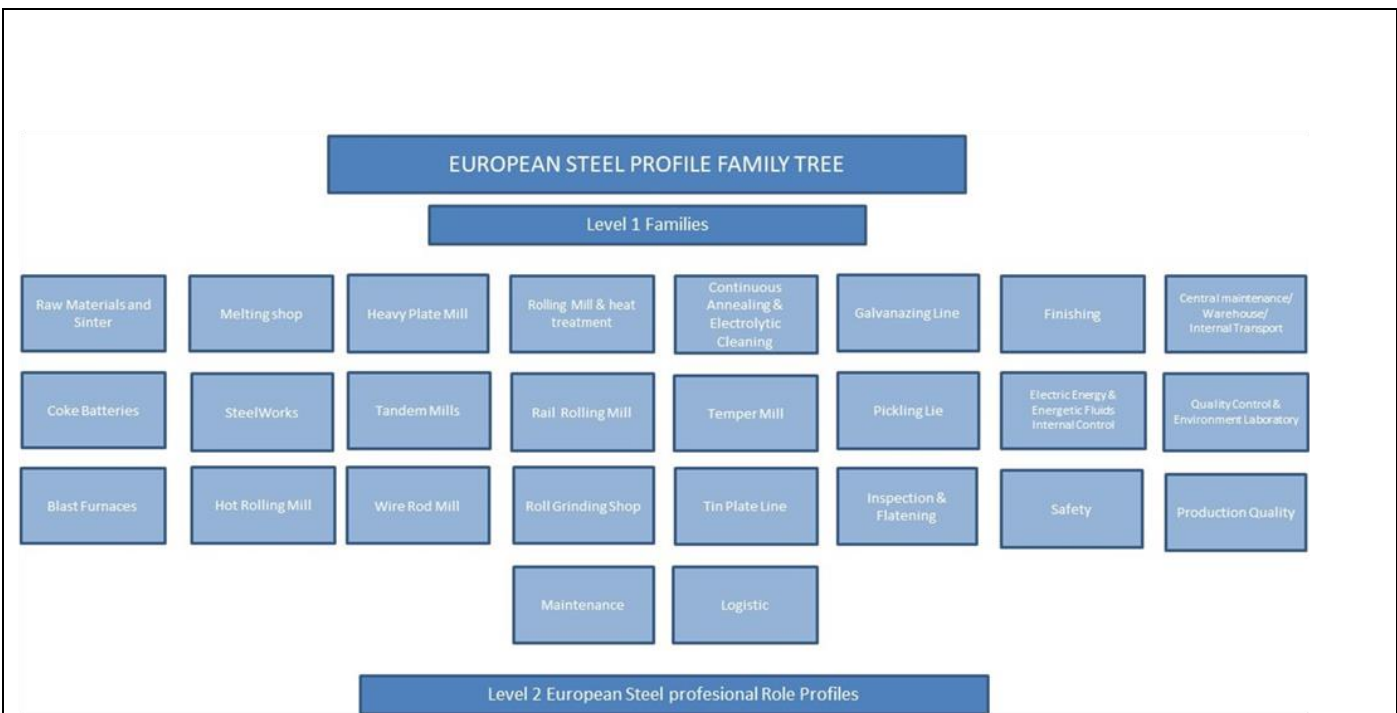 EUROPEAN STEEL PROFILE FAMILY TREE
Level 1 Families
Raw Materials and
Sinter
Melting shop
Heavy Plate Mill
Rolling Mill & heat
treatment
Continuous
Annealing &
Electrolytic
Cleaning
Galvanazing Line
Finishing
Central maintenance/
Warehouse/
Internal Transport
Coke Batteries
SteelWorks
Tandem Mills
Rail Rolling Mill
Temper Mill
Pickling Lie
Electric Energy &
Energetic Fluids
Internal Control
Quality Control &
Environment Laboratory
Blast Furnaces
Hot Rolling Mill
Wire Rod Mill
Roll Grinding Shop
Tin Plate Line
Inspection &
Flatening
Safety
Production Quality
Maintenance
Logistic
Level 2 European Steel profesional Role Profiles